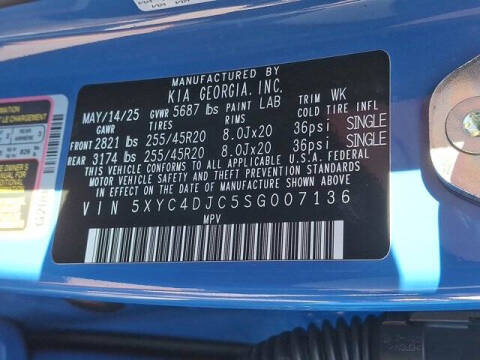 MANUFACTURED BY
KIA GEORGIA, INC.
MAY/14/25 GVWR 5687 lbs PAINT LAB TRIM WK
GAWR TIRES RIMS COLD TIRE INFL
FRONT 2821 lbs 255/45R20 8.0Jx20 36psi SINGLE
REAR 3174 lbs 255/45R20 8.0Jx20 36psi SINGLE
THIS VEHICLE CONFORMS TO ALL APPLICABLE U.S.A. FEDERAL
MOTOR VEHICLE SAFETY, BUMPER, AND THEFT PREVENTION STANDARDS
IN EFFECT ON THE DATE OF MANUFACTURE SHOWN ABOVE.
VIN 5XYC4DJC5SG007136
MPV